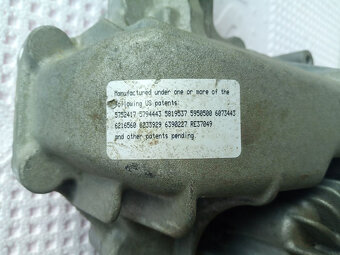 Manufactured under one or more of the
following US patents:
5752417 5794443 5819537 5950500 6073443
6216560 6233929 6390227 RE37049
and other patents pending.